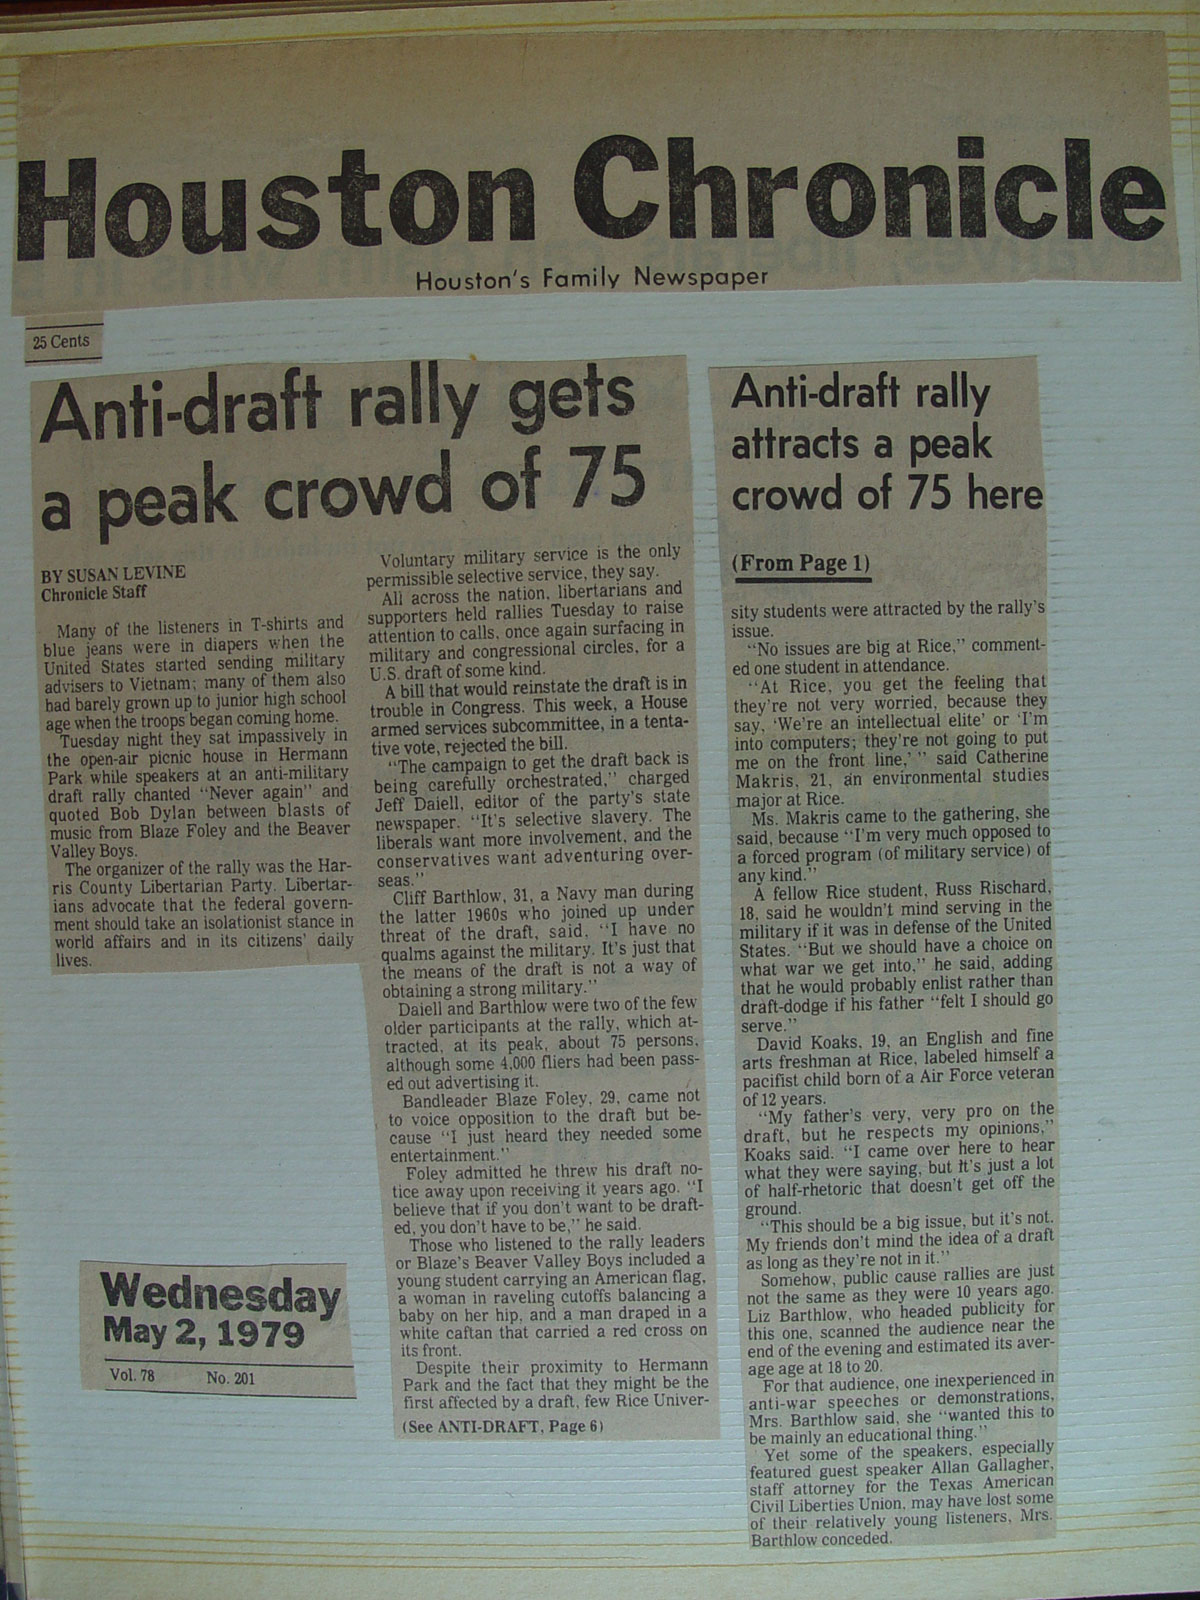 Houston Chronicle
Houston's Family Newspaper
25 Cents
Anti-draft rally gets
a peak crowd of 75
BY SUSAN LEVINE
Chronicle Staff
Many of the listeners in T-shirts and
blue jeans were in diapers when the
United States started sending military
advisers to Vietnam; many of them also
had barely grown up to junior high school
age when the troops began coming home.
Tuesday night they sat impassively in
the open-air picnic house in Hermann
Park while speakers at an anti-military
draft rally chanted "Never again" and
quoted Bob Dylan between blasts of
music from Blaze Foley and the Beaver
Valley Boys.
The organizer of the rally was the Har-
ris County Libertarian Party. Libertar-
ians advocate that the federal govern-
ment should take an isolationist stance in
world affairs and in its citizens' daily
lives.
Voluntary military service is the only
permissible selective service, they say.
All across the nation, libertarians and
supporters held rallies Tuesday to raise
attention to calls, once again surfacing in
military and congressional circles, for a
U.S. draft of some kind.
A bill that would reinstate the draft is in
trouble in Congress. This week, a House
armed services subcommittee, in a tenta-
tive vote, rejected the bill.
"The campaign to get the draft back is
being carefully orchestrated," charged
Jeff Daiell, editor of the party's state
newspaper. "It's selective slavery. The
liberals want more involvement, and the
conservatives want adventuring over-
seas."
Cliff Barthlow, 31, a Navy man during
the latter 1960s who joined up under
threat of the draft, said, "I have no
qualms against the military. It's just that
the means of the draft is not a way of
obtaining a strong military."
Daiell and Barthlow were two of the few
older participants at the rally, which at-
tracted, at its peak, about 75 persons,
although some 4,000 fliers had been pass-
ed out advertising it.
Bandleader Blaze Foley, 29, came not
to voice opposition to the draft but be-
cause "I just heard they needed some
entertainment."
Foley admitted he threw his draft no-
tice away upon receiving it years ago. "I
believe that if you don't want to be draft-
ed, you don't have to be," he said.
Those who listened to the rally leaders
or Blaze's Beaver Valley Boys included a
young student carrying an American flag,
a woman in raveling cutoffs balancing a
baby on her hip, and a man draped in a
white caftan that carried a red cross on
its front.
Despite their proximity to Hermann
Park and the fact that they might be the
first affected by a draft, few Rice Univer-
(See ANTI-DRAFT, Page 6)
Wednesday
May 2, 1979
Vol. 78 No. 201
Anti-draft rally
attracts a peak
crowd of 75 here
(From Page 1)
sity students were attracted by the rally's
issue.
"No issues are big at Rice," comment-
ed one student in attendance.
"At Rice, you get the feeling that
they're not very worried, because they
say, 'We're an intellectual elite' or 'I'm
into computers; they're not going to put
me on the front line,' " said Catherine
Makris, 21, an environmental studies
major at Rice.
Ms. Makris came to the gathering, she
said, because "I'm very much opposed to
a forced program (of military service) of
any kind."
A fellow Rice student, Russ Rischard,
18, said he wouldn't mind serving in the
military if it was in defense of the United
States. "But we should have a choice on
what war we get into," he said, adding
that he would probably enlist rather than
draft-dodge if his father "felt I should go
serve."
David Koaks, 19, an English and fine
arts freshman at Rice, labeled himself a
pacifist child born of a Air Force veteran
of 12 years.
"My father's very, very pro on the
draft, but he respects my opinions,"
Koaks said. "I came over here to hear
what they were saying, but it's just a lot
of half-rhetoric that doesn't get off the
ground.
"This should be a big issue, but it's not.
My friends don't mind the idea of a draft
as long as they're not in it."
Somehow, public cause rallies are just
not the same as they were 10 years ago.
Liz Barthlow, who headed publicity for
this one, scanned the audience near the
end of the evening and estimated its aver-
age age at 18 to 20.
For that audience, one inexperienced in
anti-war speeches or demonstrations,
Mrs. Barthlow said, she "wanted this to
be mainly an educational thing."
Yet some of the speakers, especially
featured guest speaker Allan Gallagher,
staff attorney for the Texas American
Civil Liberties Union, may have lost some
of their relatively young listeners, Mrs.
Barthlow conceded.